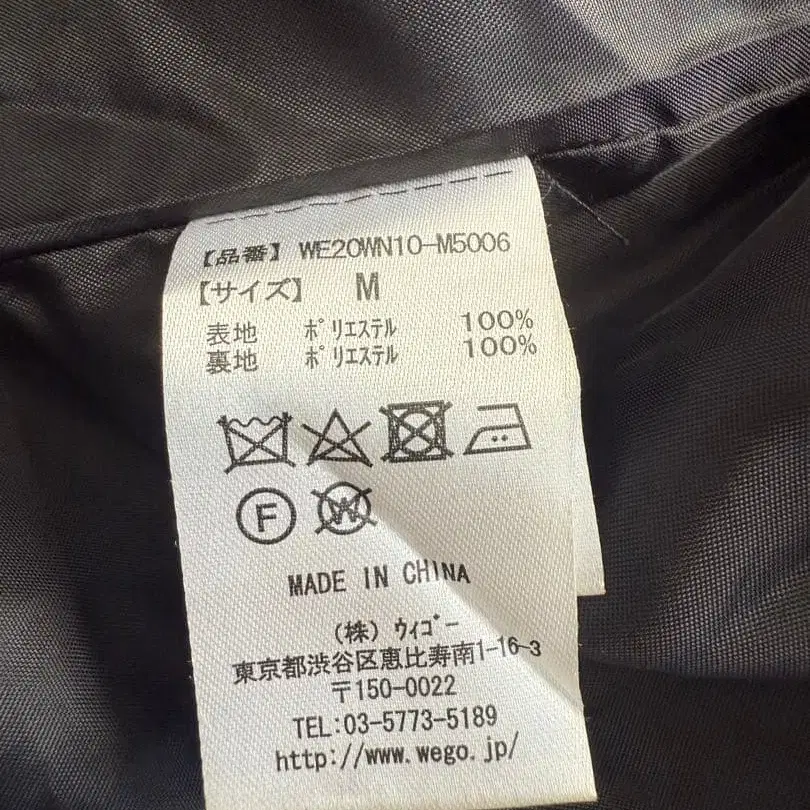 【品番】 WE20WN10-M5006
【サイズ】 M
表地 ポリエステル 100%
裏地 ポリエステル 100%
F W
MADE IN CHINA
(株) ウィゴー
東京都渋谷区恵比寿南1-16-3
〒150-0022
TEL:03-5773-5189
http://www.wego.jp/